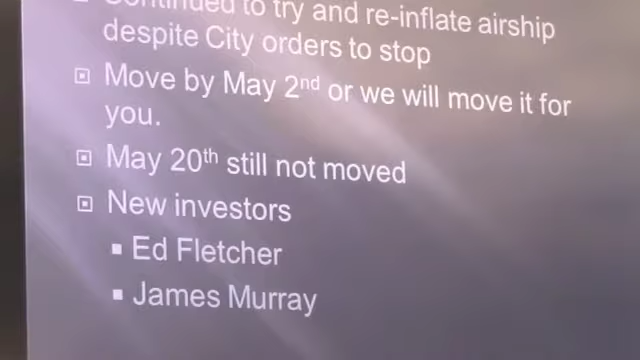 Continued to try and re-inflate airship
despite City orders to stop
Move by May 2nd or we will move it for
you.
May 20th still not moved
New investors
Ed Fletcher
James Murray